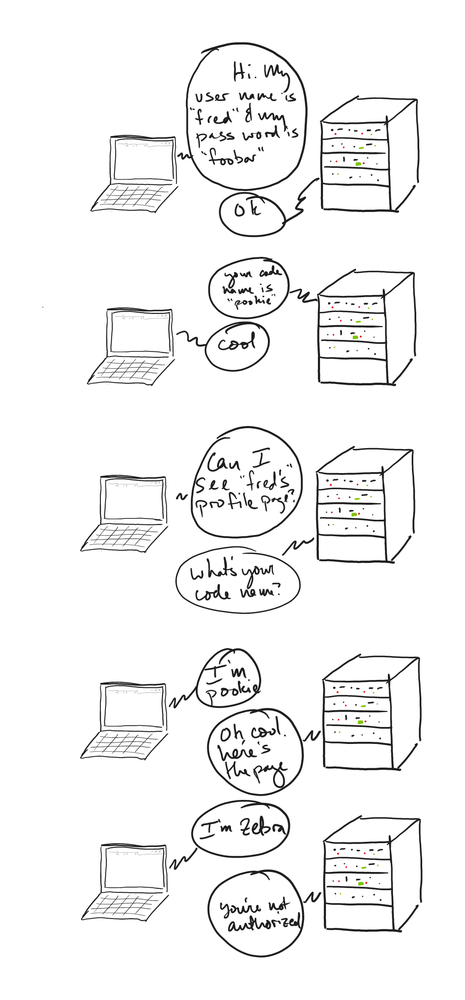 Hi. My
user name is
"fred" & my
pass word is
"foobar"
ok
your code
name is
"pookie"
cool
Can I
see "fred's"
profile page?
what's your
code name?
I'm
pookie
oh cool.
here's
the page
I'm Zebra
you're not
authorized